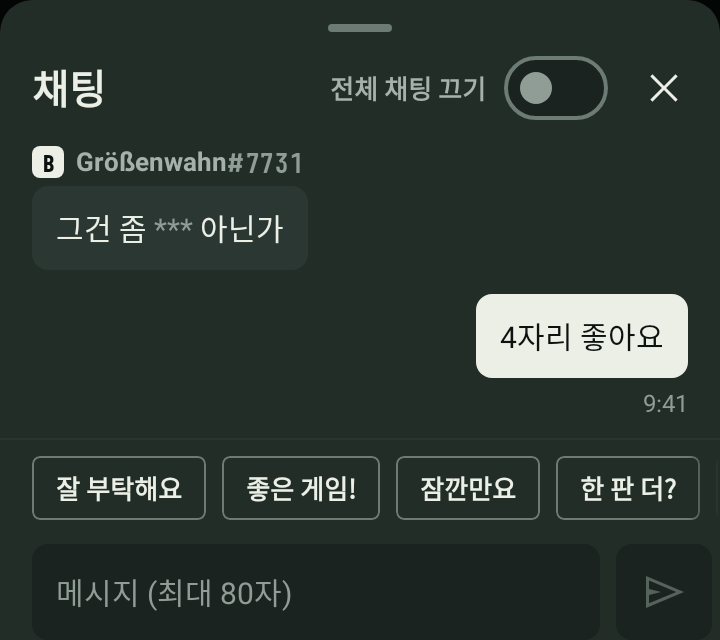 채팅
전체 채팅 끄기
B Größenwahn#7731
그건 좀 *** 아닌가
4자리 좋아요
9:41
잘 부탁해요 좋은 게임! 잠깐만요 한 판 더?
메시지 (최대 80자)